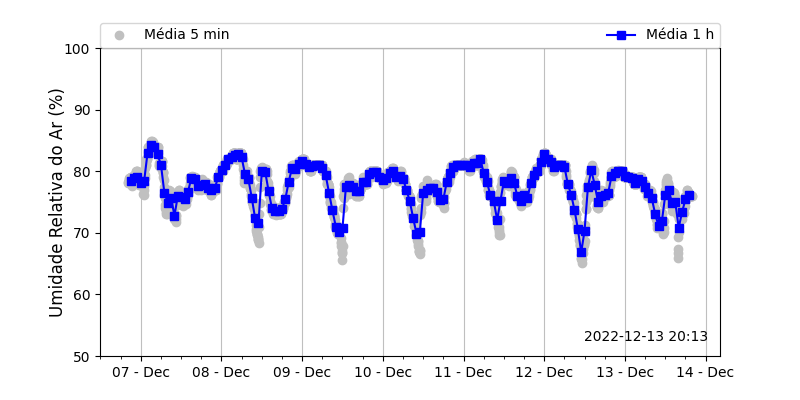 Média 5 min
Média 1 h
Umidade Relativa do Ar (%)
100
90
80
70
60
50
2022-12-13 20:13
07 - Dec
08 - Dec
09 - Dec
10 - Dec
11 - Dec
12 - Dec
13 - Dec
14 - Dec